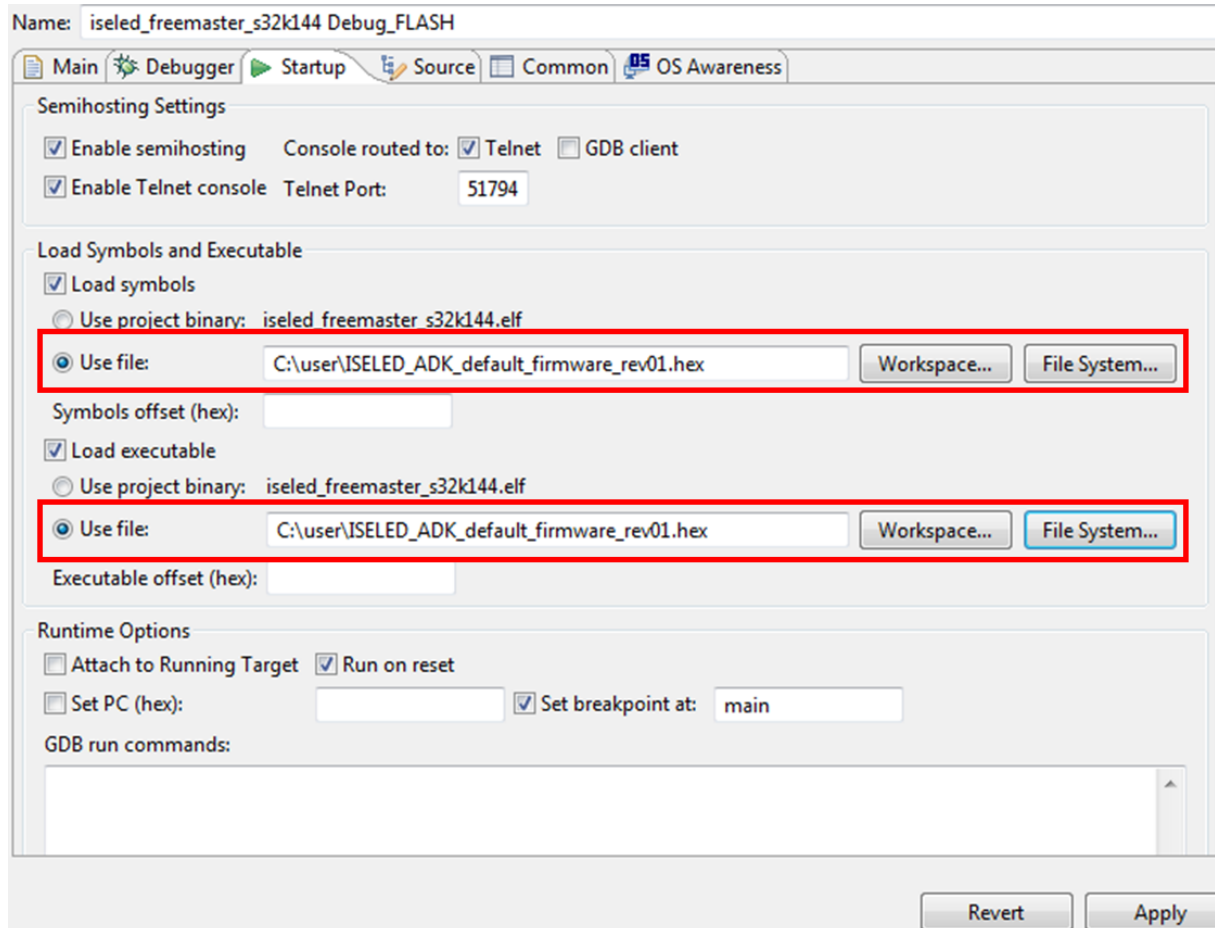 Name: iseled_freemaster_s32k144 Debug_FLASH
Main Debugger Startup Source Common OS Awareness
Semihosting Settings
Enable semihosting Console routed to: Telnet GDB client
Enable Telnet console Telnet Port: 51794
Load Symbols and Executable
Load symbols
Use project binary: iseled_freemaster_s32k144.elf
Use file: C:\user\ISELED_ADK_default_firmware_rev01.hex Workspace... File System...
Symbols offset (hex):
Load executable
Use project binary: iseled_freemaster_s32k144.elf
Use file: C:\user\ISELED_ADK_default_firmware_rev01.hex Workspace... File System...
Executable offset (hex):
Runtime Options
Attach to Running Target Run on reset
Set PC (hex): Set breakpoint at: main
GDB run commands:
Revert Apply